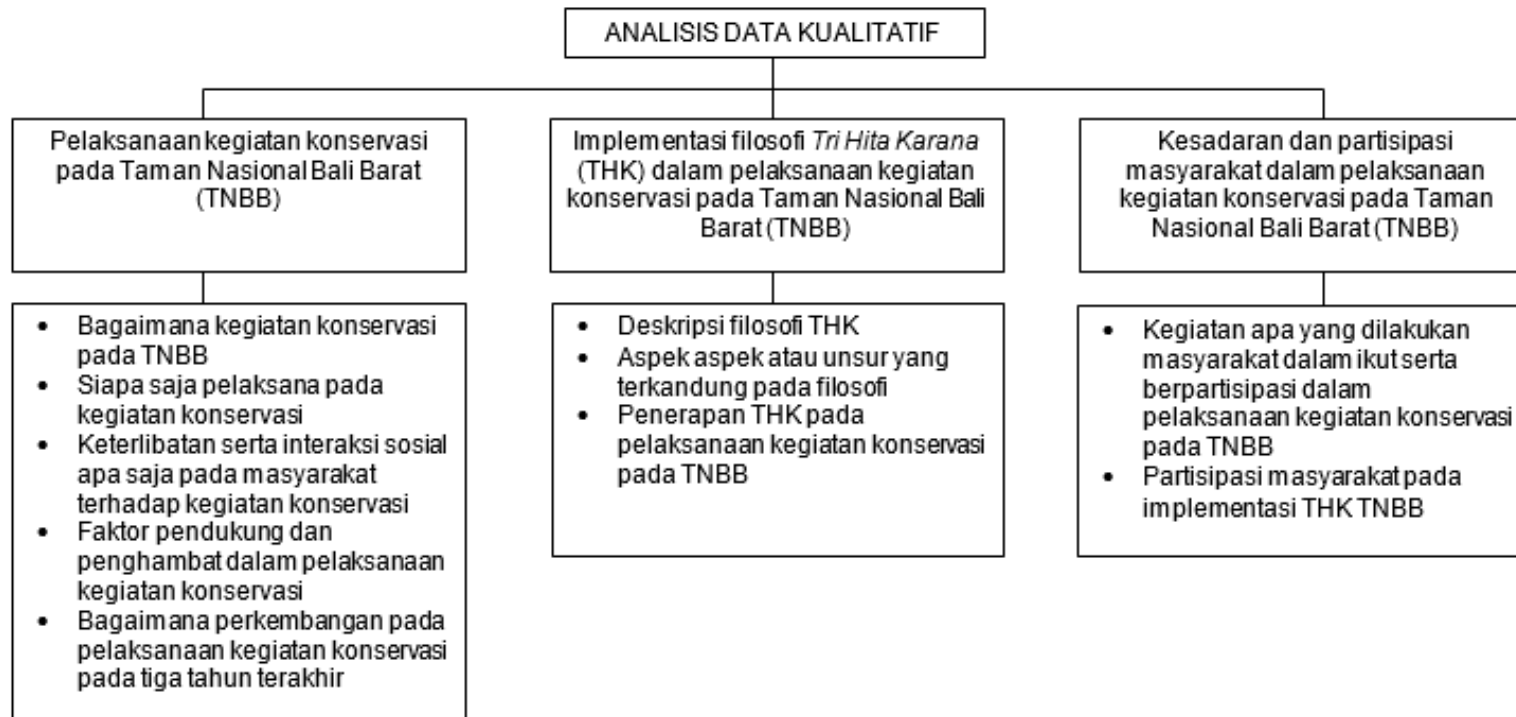 ANALISIS DATA KUALITATIF
Pelaksanaan kegiatan konservasi
pada Taman Nasional Bali Barat
(TNBB)
Implementasi filosofi Tri Hita Karana
(THK) dalam pelaksanaan kegiatan
konservasi pada Taman Nasional Bali
Barat (TNBB)
Kesadaran dan partisipasi
masyarakat dalam pelaksanaan
kegiatan konservasi pada Taman
Nasional Bali Barat (TNBB)
• Bagaimana kegiatan konservasi
pada TNBB
• Siapa saja pelaksana pada
kegiatan konservasi
• Keterlibatan serta interaksi sosial
apa saja pada masyarakat
terhadap kegiatan konservasi
• Faktor pendukung dan
penghambat dalam pelaksanaan
kegiatan konservasi
• Bagaimana perkembangan pada
pelaksanaan kegiatan konservasi
pada tiga tahun terakhir
• Deskripsi filosofi THK
• Aspek aspek atau unsur yang
terkandung pada filosofi
• Penerapan THK pada
pelaksanaan kegiatan konservasi
pada TNBB
• Kegiatan apa yang dilakukan
masyarakat dalam ikut serta
berpartisipasi dalam
pelaksanaan kegiatan konservasi
pada TNBB
• Partisipasi masyarakat pada
implementasi THK TNBB